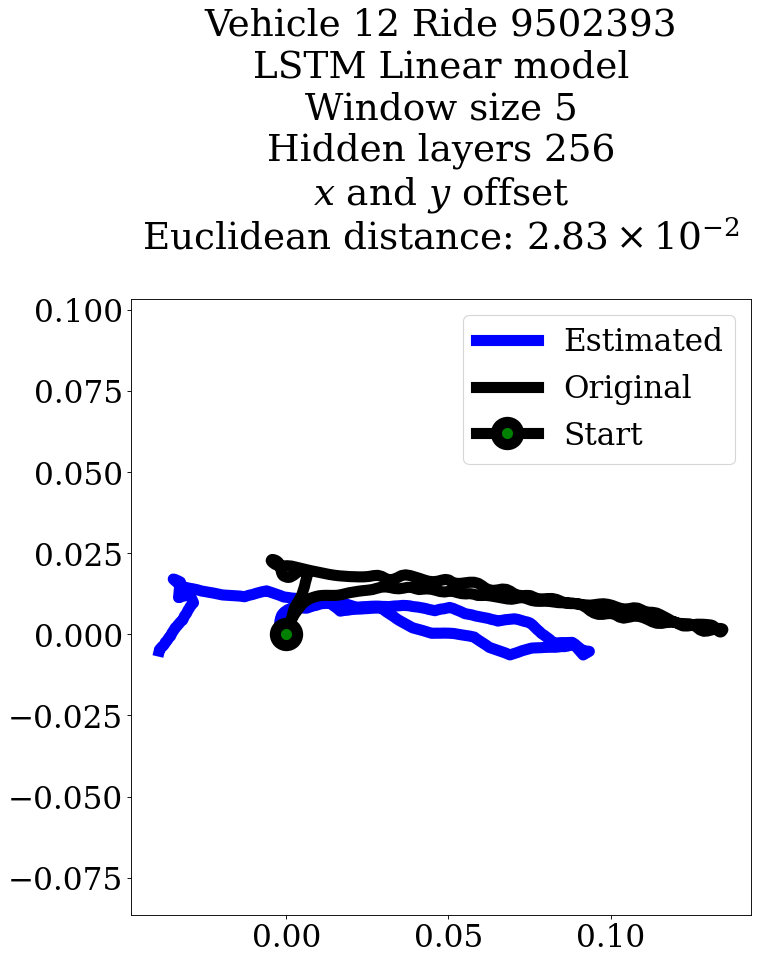 Vehicle 12 Ride 9502393
LSTM Linear model
Window size 5
Hidden layers 256
x and y offset
Euclidean distance: 2.83 × 10⁻²
Estimated
Original
Start
0.100
0.075
0.050
0.025
0.000
−0.025
−0.050
−0.075
0.00 0.05 0.10